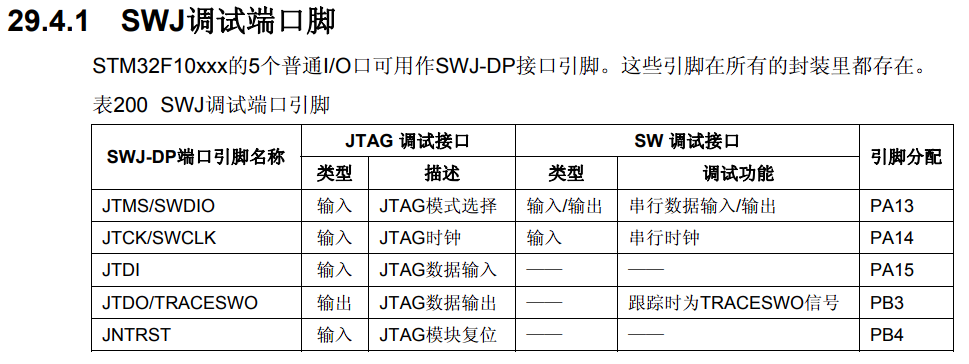 29.4.1 SWJ调试端口脚
STM32F10xxx的5个普通I/O口可用作SWJ-DP接口引脚。这些引脚在所有的封装里都存在。
表200 SWJ调试端口引脚
SWJ-DP端口引脚名称 JTAG 调试接口 SW 调试接口 引脚分配
类型 描述 类型 调试功能
JTMS/SWDIO 输入 JTAG模式选择 输入/输出 串行数据输入/输出 PA13
JTCK/SWCLK 输入 JTAG时钟 输入 串行时钟 PA14
JTDI 输入 JTAG数据输入 —— —— PA15
JTDO/TRACESWO 输出 JTAG数据输出 —— 跟踪时为TRACESWO信号 PB3
JNTRST 输入 JTAG模块复位 —— —— PB4